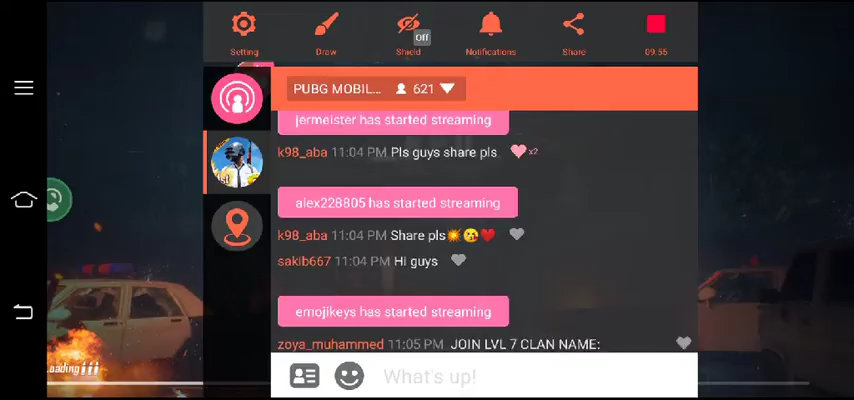 Setting
Draw
Shield
Off
Notifications
Share
09:55
PUBG MOBIL... 621
jermeister has started streaming
k98_aba 11:04 PM Pls guys share pls x2
alex228805 has started streaming
k98_aba 11:04 PM Share pls💥😘❤️
sakib667 11:04 PM Hi guys
emojikeys has started streaming
zoya_muhammed 11:05 PM JOIN LVL 7 CLAN NAME:
What's up!
oading